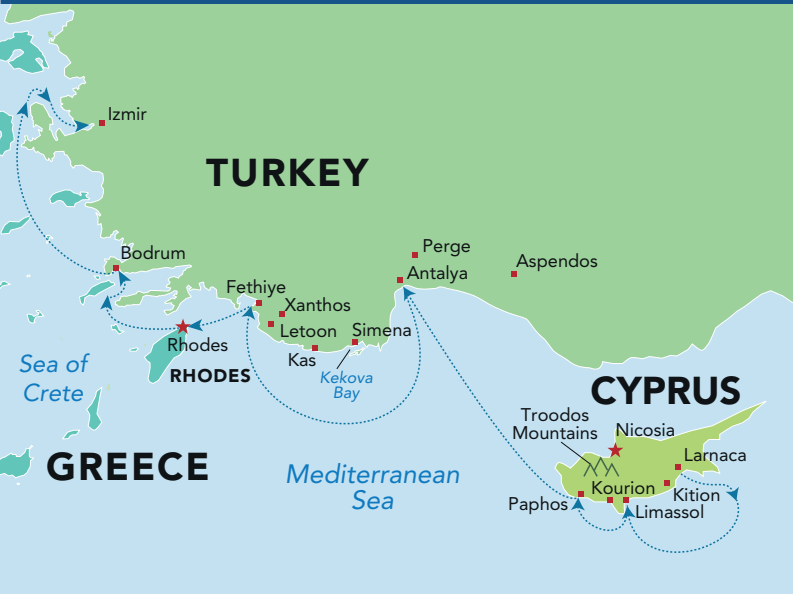 Izmir
TURKEY
Bodrum
Perge
Antalya
Aspendos
Fethiye
Xanthos
Letoon
Simena
Kas
Kekova
Bay
Rhodes
RHODES
Sea of
Crete
GREECE
Mediterranean
Sea
CYPRUS
Troodos
Mountains
Nicosia
Larnaca
Kourion
Kition
Paphos
Limassol